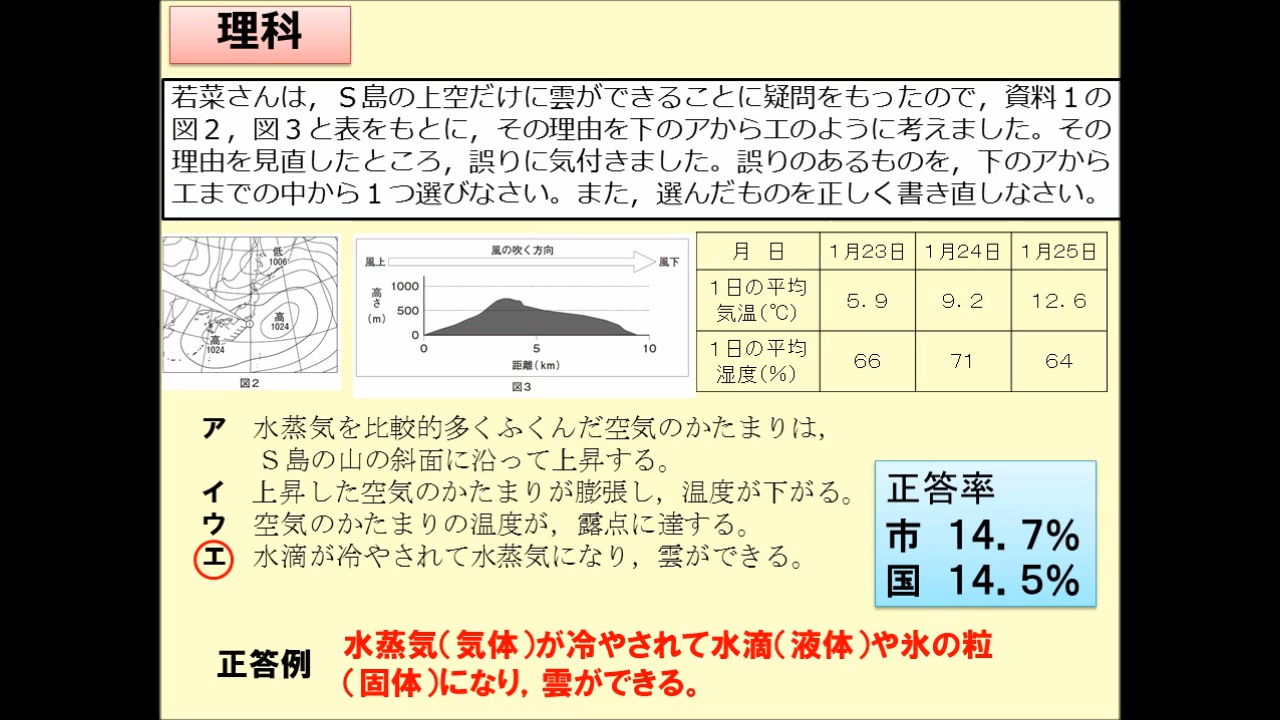 理科
若菜さんは，Ｓ島の上空だけに雲ができることに疑問をもったので，資料１の
図２，図３と表をもとに，その理由を下のアからエのように考えました。その
理由を見直したところ，誤りに気付きました。誤りのあるものを，下のアから
エまでの中から１つ選びなさい。また，選んだものを正しく書き直しなさい。
低
1006
高
1024
高
1024
図２
風の吹く方向
風上
風下
高さ(m)
1000
500
0
0
5
10
距離(km)
図３
月　日　1月23日　1月24日　1月25日
１日の平均気温(℃)　5.9　9.2　12.6
１日の平均湿度(%)　66　71　64
ア　水蒸気を比較的多くふくんだ空気のかたまりは，
Ｓ島の山の斜面に沿って上昇する。
イ　上昇した空気のかたまりが膨張し，温度が下がる。
ウ　空気のかたまりの温度が，露点に達する。
エ　水滴が冷やされて水蒸気になり，雲ができる。
正答率
市　14.7%
国　14.5%
正答例
水蒸気(気体)が冷やされて水滴(液体)や氷の粒
(固体)になり，雲ができる。